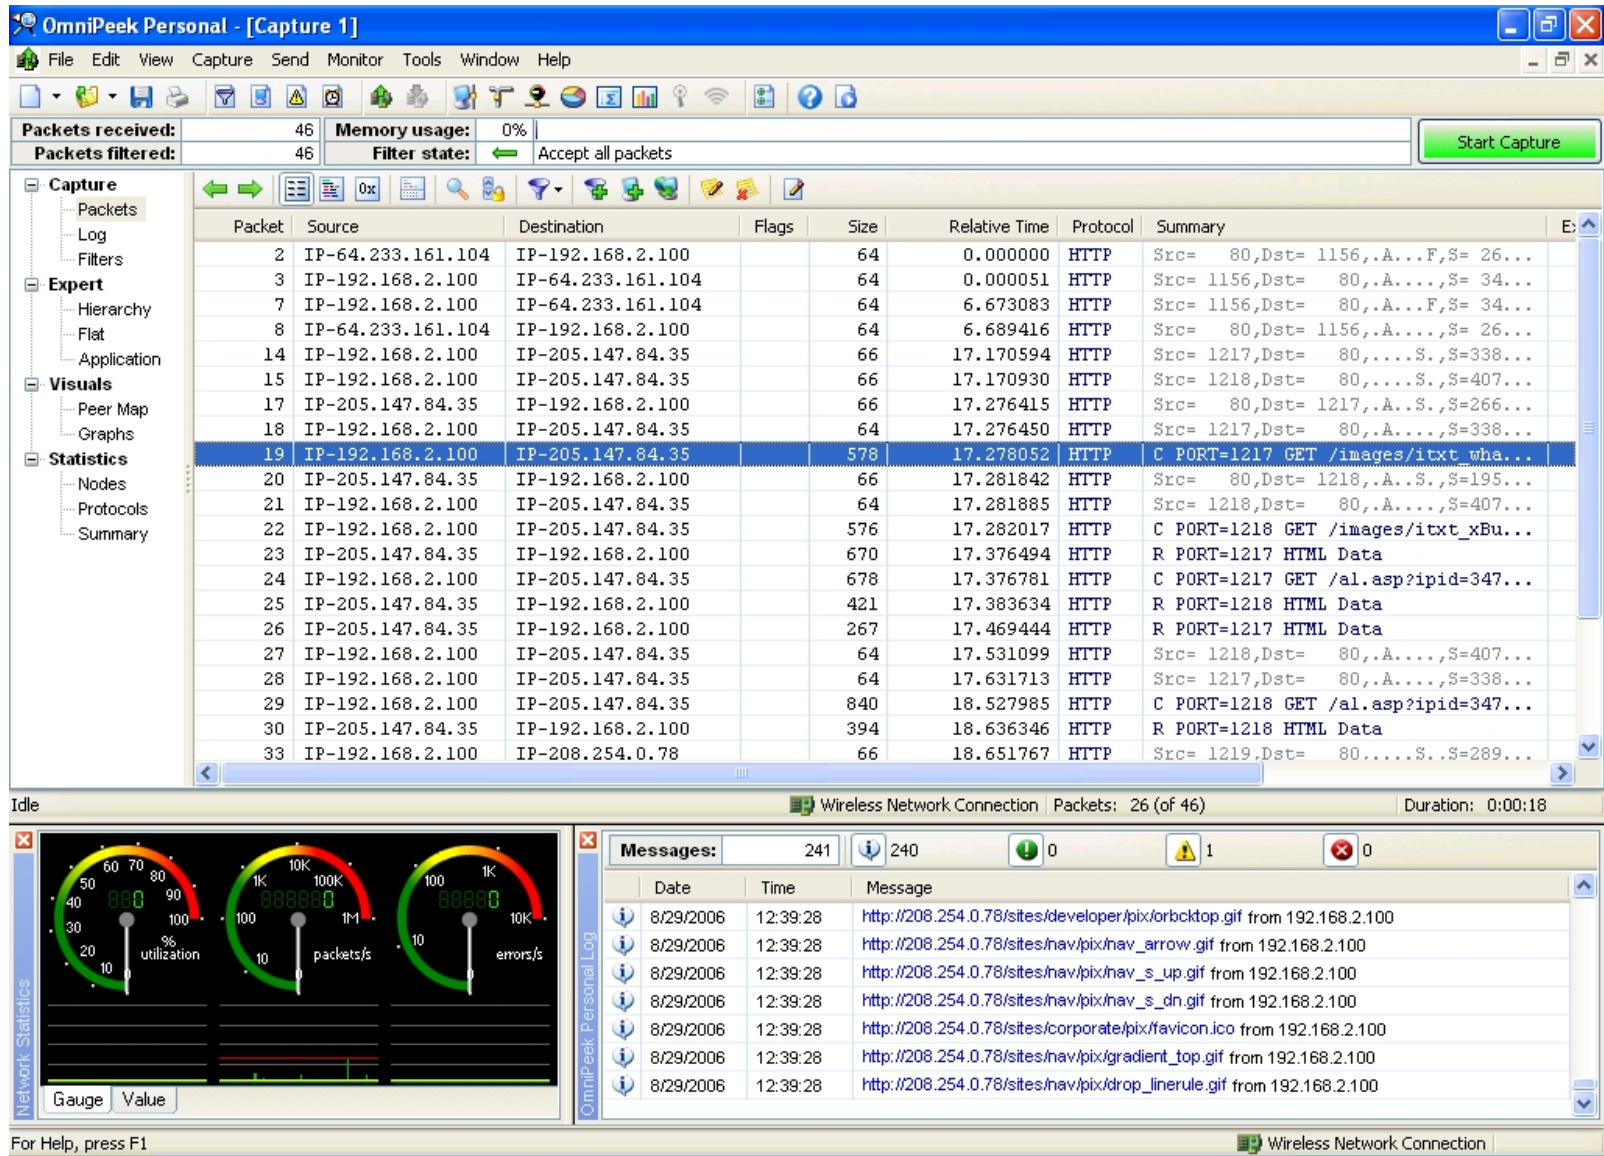 OmniPeek Personal - [Capture 1]
File Edit View Capture Send Monitor Tools Window Help
Packets received: 46 Memory usage: 0%
Packets filtered: 46 Filter state: Accept all packets
Start Capture
Capture
Packets
Log
Filters
Expert
Hierarchy
Flat
Application
Visuals
Peer Map
Graphs
Statistics
Nodes
Protocols
Summary
0x
Packet Source Destination Flags Size Relative Time Protocol Summary
2 IP-64.233.161.104 IP-192.168.2.100 64 0.000000 HTTP Src= 80,Dst= 1156,.A...F,S= 26...
3 IP-192.168.2.100 IP-64.233.161.104 64 0.000051 HTTP Src= 1156,Dst= 80,.A....,S= 34...
7 IP-192.168.2.100 IP-64.233.161.104 64 6.673083 HTTP Src= 1156,Dst= 80,.A...F,S= 34...
8 IP-64.233.161.104 IP-192.168.2.100 64 6.689416 HTTP Src= 80,Dst= 1156,.A....,S= 26...
14 IP-192.168.2.100 IP-205.147.84.35 66 17.170594 HTTP Src= 1217,Dst= 80,....S.,S=338...
15 IP-192.168.2.100 IP-205.147.84.35 66 17.170930 HTTP Src= 1218,Dst= 80,....S.,S=407...
17 IP-205.147.84.35 IP-192.168.2.100 66 17.276415 HTTP Src= 80,Dst= 1217,.A..S.,S=266...
18 IP-192.168.2.100 IP-205.147.84.35 64 17.276450 HTTP Src= 1217,Dst= 80,.A....,S=338...
19 IP-192.168.2.100 IP-205.147.84.35 578 17.278052 HTTP C PORT=1217 GET /images/itxt_wha...
20 IP-205.147.84.35 IP-192.168.2.100 66 17.281842 HTTP Src= 80,Dst= 1218,.A..S.,S=195...
21 IP-192.168.2.100 IP-205.147.84.35 64 17.281885 HTTP Src= 1218,Dst= 80,.A....,S=407...
22 IP-192.168.2.100 IP-205.147.84.35 576 17.282017 HTTP C PORT=1218 GET /images/itxt_xBu...
23 IP-205.147.84.35 IP-192.168.2.100 670 17.376494 HTTP R PORT=1217 HTML Data
24 IP-192.168.2.100 IP-205.147.84.35 678 17.376781 HTTP C PORT=1217 GET /al.asp?ipid=347...
25 IP-205.147.84.35 IP-192.168.2.100 421 17.383634 HTTP R PORT=1218 HTML Data
26 IP-205.147.84.35 IP-192.168.2.100 267 17.469444 HTTP R PORT=1217 HTML Data
27 IP-192.168.2.100 IP-205.147.84.35 64 17.531099 HTTP Src= 1218,Dst= 80,.A....,S=407...
28 IP-192.168.2.100 IP-205.147.84.35 64 17.631713 HTTP Src= 1217,Dst= 80,.A....,S=338...
29 IP-192.168.2.100 IP-205.147.84.35 840 18.527985 HTTP C PORT=1218 GET /al.asp?ipid=347...
30 IP-205.147.84.35 IP-192.168.2.100 394 18.636346 HTTP R PORT=1218 HTML Data
33 IP-192.168.2.100 IP-208.254.0.78 66 18.651767 HTTP Src= 1219,Dst= 80,....S.,S=289...
Idle Wireless Network Connection Packets: 26 (of 46) Duration: 0:00:18
Network Statistics
10 20 30 40 50 60 70 80 90 100
0
% utilization
10 100 1K 10K 100K 1M
0
packets/s
10 100 1K 10K
0
errors/s
Gauge Value
OmniPeek Personal Log
Messages: 241 240 0 1 0
Date Time Message
8/29/2006 12:39:28 http://208.254.0.78/sites/developer/pix/orbcktop.gif from 192.168.2.100
8/29/2006 12:39:28 http://208.254.0.78/sites/nav/pix/nav_arrow.gif from 192.168.2.100
8/29/2006 12:39:28 http://208.254.0.78/sites/nav/pix/nav_s_up.gif from 192.168.2.100
8/29/2006 12:39:28 http://208.254.0.78/sites/nav/pix/nav_s_dn.gif from 192.168.2.100
8/29/2006 12:39:28 http://208.254.0.78/sites/corporate/pix/favicon.ico from 192.168.2.100
8/29/2006 12:39:28 http://208.254.0.78/sites/nav/pix/gradient_top.gif from 192.168.2.100
8/29/2006 12:39:28 http://208.254.0.78/sites/nav/pix/drop_linerule.gif from 192.168.2.100
For Help, press F1 Wireless Network Connection